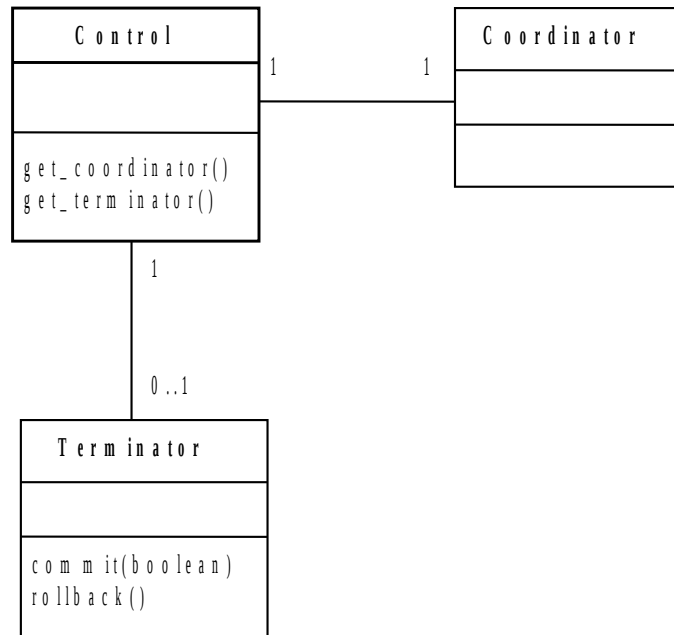 Control
Coordinator
1
1
get_coordinator()
get_terminator()
1
0..1
Terminator
commit(boolean)
rollback()